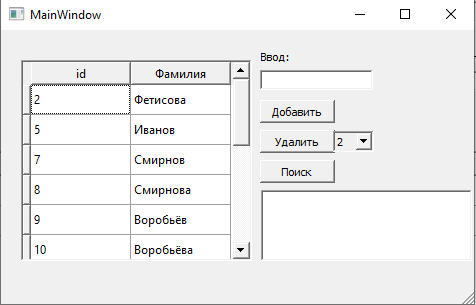 MainWindow
id Фамилия
2 Фетисова
5 Иванов
7 Смирнов
8 Смирнова
9 Воробьёв
10 Воробьёва
Ввод:
Добавить
Удалить 2
Поиск